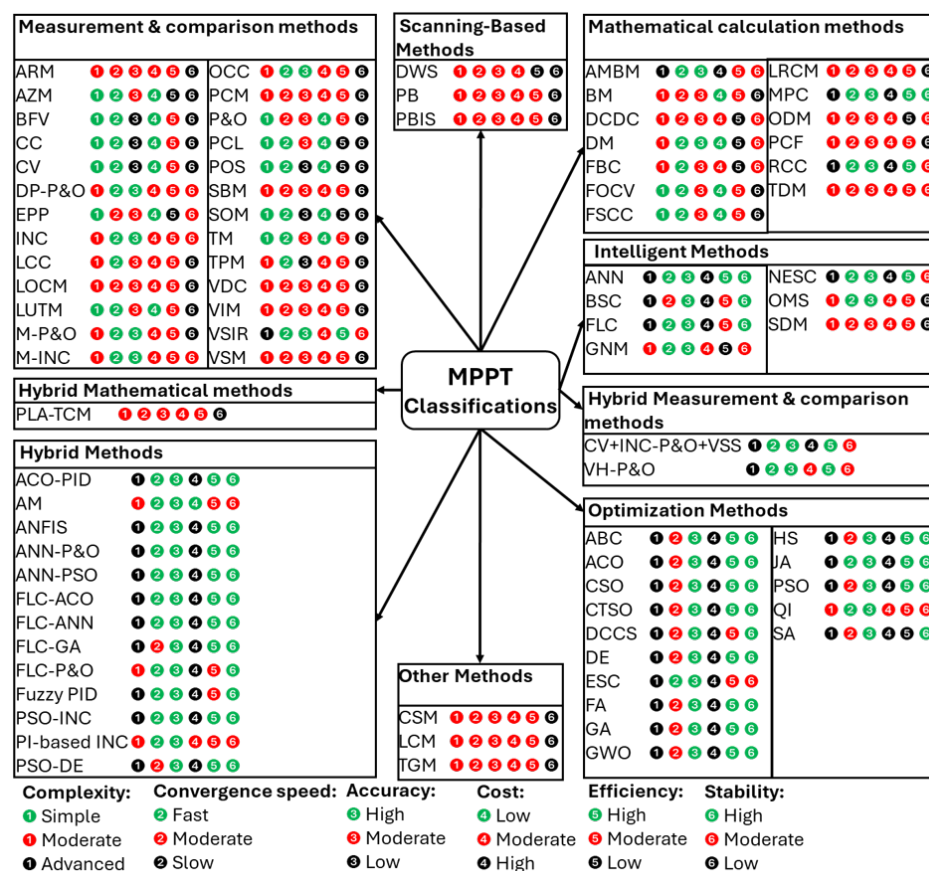 Measurement & comparison methods
ARM 1 2 3 4 5 6
AZM 1 2 3 4 5 6
BFV 1 2 3 4 5 6
CC 1 2 3 4 5 6
CV 1 2 3 4 5 6
DP-P&O 1 2 3 4 5 6
EPP 1 2 3 4 5 6
INC 1 2 3 4 5 6
LCC 1 2 3 4 5 6
LOCM 1 2 3 4 5 6
LUTM 1 2 3 4 5 6
M-P&O 1 2 3 4 5 6
M-INC 1 2 3 4 5 6
OCC 1 2 3 4 5 6
PCM 1 2 3 4 5 6
P&O 1 2 3 4 5 6
PCL 1 2 3 4 5 6
POS 1 2 3 4 5 6
SBM 1 2 3 4 5 6
SOM 1 2 3 4 5 6
TM 1 2 3 4 5 6
TPM 1 2 3 4 5 6
VDC 1 2 3 4 5 6
VIM 1 2 3 4 5 6
VSIR 1 2 3 4 5 6
VSM 1 2 3 4 5 6
Scanning-Based
Methods
DWS 1 2 3 4 5 6
PB 1 2 3 4 5 6
PBIS 1 2 3 4 5 6
Mathematical calculation methods
AMBM 1 2 3 4 5 6
BM 1 2 3 4 5 6
DCDC 1 2 3 4 5 6
DM 1 2 3 4 5 6
FBC 1 2 3 4 5 6
FOCV 1 2 3 4 5 6
FSCC 1 2 3 4 5 6
LRCM 1 2 3 4 5 6
MPC 1 2 3 4 5 6
ODM 1 2 3 4 5 6
PCF 1 2 3 4 5 6
RCC 1 2 3 4 5 6
TDM 1 2 3 4 5 6
Intelligent Methods
ANN 1 2 3 4 5 6
BSC 1 2 3 4 5 6
FLC 1 2 3 4 5 6
GNM 1 2 3 4 5 6
NESC 1 2 3 4 5 6
OMS 1 2 3 4 5 6
SDM 1 2 3 4 5 6
MPPT
Classifications
Hybrid Mathematical methods
PLA-TCM 1 2 3 4 5 6
Hybrid Measurement & comparison
methods
CV+INC-P&O+VSS 1 2 3 4 5 6
VH-P&O 1 2 3 4 5 6
Hybrid Methods
ACO-PID 1 2 3 4 5 6
AM 1 2 3 4 5 6
ANFIS 1 2 3 4 5 6
ANN-P&O 1 2 3 4 5 6
ANN-PSO 1 2 3 4 5 6
FLC-ACO 1 2 3 4 5 6
FLC-ANN 1 2 3 4 5 6
FLC-GA 1 2 3 4 5 6
FLC-P&O 1 2 3 4 5 6
Fuzzy PID 1 2 3 4 5 6
PSO-INC 1 2 3 4 5 6
PI-based INC 1 2 3 4 5 6
PSO-DE 1 2 3 4 5 6
Other Methods
CSM 1 2 3 4 5 6
LCM 1 2 3 4 5 6
TGM 1 2 3 4 5 6
Optimization Methods
ABC 1 2 3 4 5 6
ACO 1 2 3 4 5 6
CSO 1 2 3 4 5 6
CTSO 1 2 3 4 5 6
DCCS 1 2 3 4 5 6
DE 1 2 3 4 5 6
ESC 1 2 3 4 5 6
FA 1 2 3 4 5 6
GA 1 2 3 4 5 6
GWO 1 2 3 4 5 6
HS 1 2 3 4 5 6
JA 1 2 3 4 5 6
PSO 1 2 3 4 5 6
QI 1 2 3 4 5 6
SA 1 2 3 4 5 6
Complexity:
1 Simple
1 Moderate
1 Advanced
Convergence speed:
2 Fast
2 Moderate
2 Slow
Accuracy:
3 High
3 Moderate
3 Low
Cost:
4 Low
4 Moderate
4 High
Efficiency:
5 High
5 Moderate
5 Low
Stability:
6 High
6 Moderate
6 Low